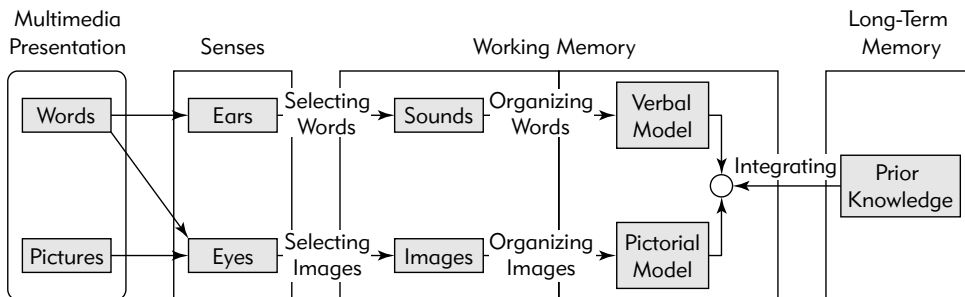 Multimedia
Presentation
Senses
Working Memory
Long-Term
Memory
Words
Ears
Selecting
Words
Sounds
Organizing
Words
Verbal
Model
Integrating
Prior
Knowledge
Pictures
Eyes
Selecting
Images
Images
Organizing
Images
Pictorial
Model